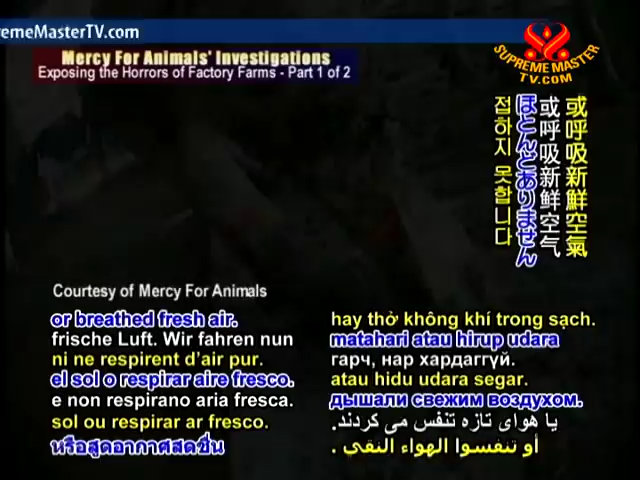 remeMasterTV.com
Mercy For Animals' Investigations
Exposing the Horrors of Factory Farms - Part 1 of 2
SUPREME MASTER
TV.COM
或呼吸新鮮空氣
或呼吸新鲜空气
ほとんどありません
접하지 못합니다
Courtesy of Mercy For Animals
or breathed fresh air.
frische Luft. Wir fahren nun
ni ne respirent d'air pur.
el sol o respirar aire fresco.
e non respirano aria fresca.
sol ou respirar ar fresco.
หรือสูดอากาศสดชื่น
hay thở không khí trong sạch.
matahari atau hirup udara
гарч, нар хардаггүй.
atau hidu udara segar.
дышали свежим воздухом.
یا هوای تازه تنفس می کردند.
أو تنفسوا الهواء النقي .